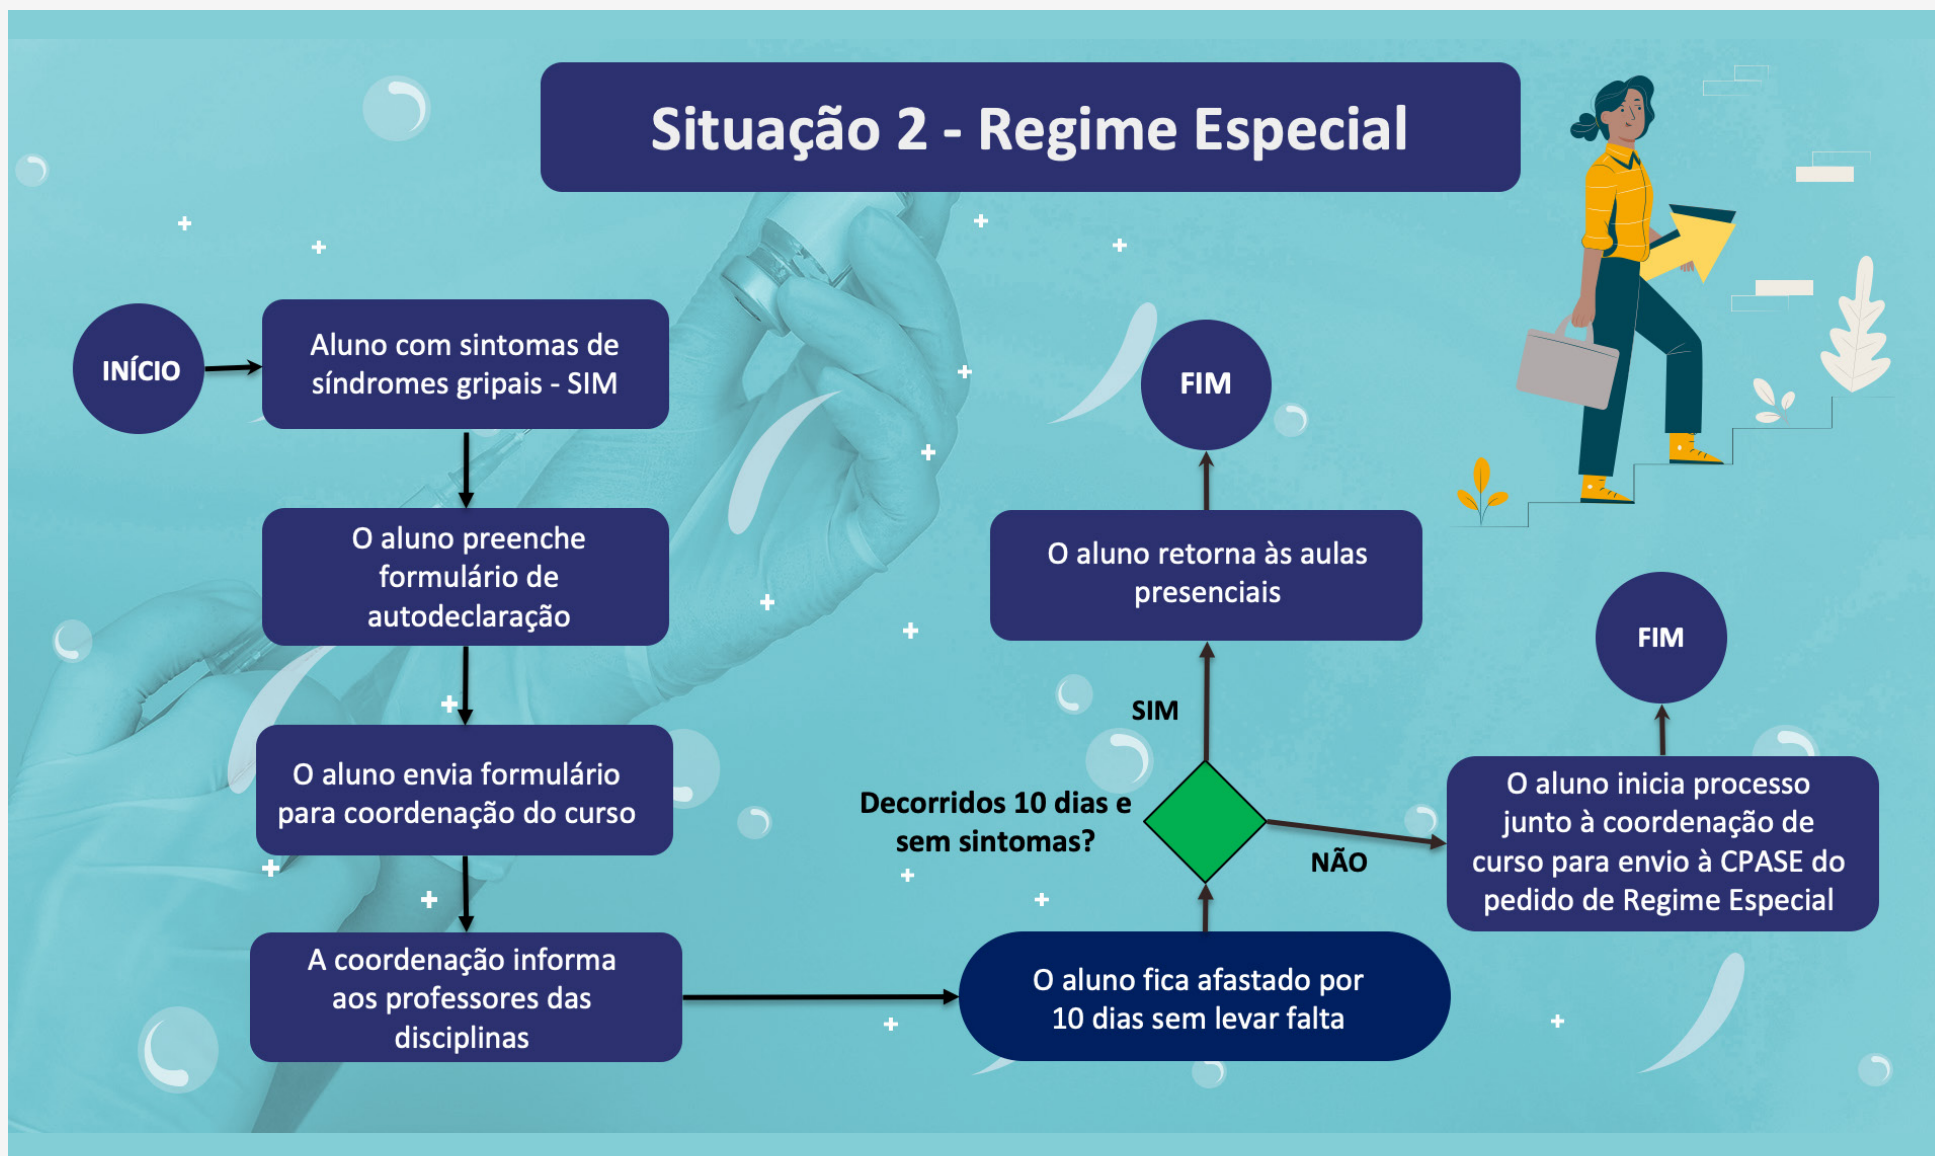 Situação 2 - Regime Especial
INÍCIO
Aluno com sintomas de
síndromes gripais - SIM
O aluno preenche
formulário de
autodeclaração
O aluno envia formulário
para coordenação do curso
A coordenação informa
aos professores das
disciplinas
O aluno fica afastado por
10 dias sem levar falta
Decorridos 10 dias e
sem sintomas?
SIM
O aluno retorna às aulas
presenciais
FIM
NÃO
O aluno inicia processo
junto à coordenação de
curso para envio à CPASE do
pedido de Regime Especial
FIM